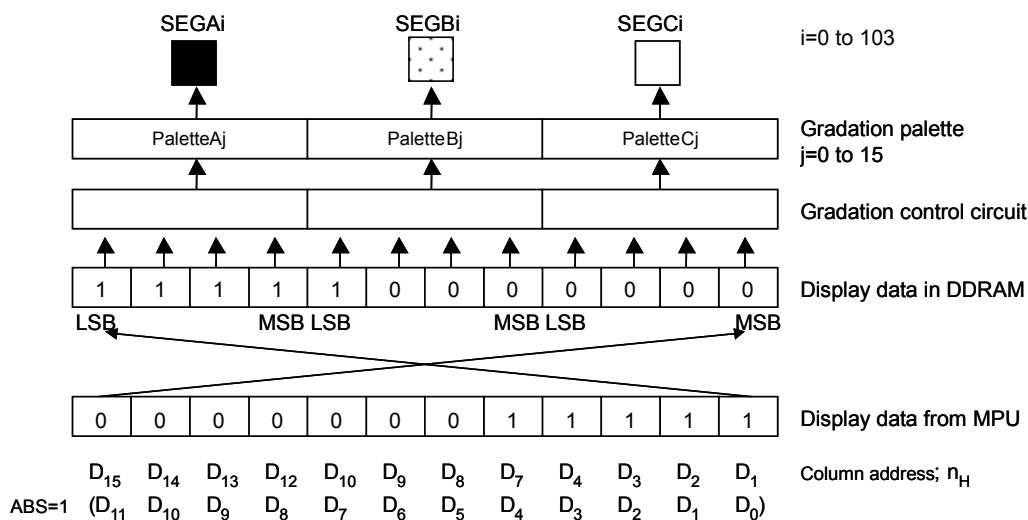 SEGAi SEGBi SEGCi i=0 to 103
PaletteAj PaletteBj PaletteCj Gradation palette
j=0 to 15
Gradation control circuit
1 1 1 1 1 0 0 0 0 0 0 0 Display data in DDRAM
LSB MSB LSB MSB LSB MSB
0 0 0 0 0 0 0 1 1 1 1 1 Display data from MPU
D15 D14 D13 D12 D10 D9 D8 D7 D4 D3 D2 D1 Column address; nH
ABS=1 (D11 D10 D9 D8 D7 D6 D5 D4 D3 D2 D1 D0)